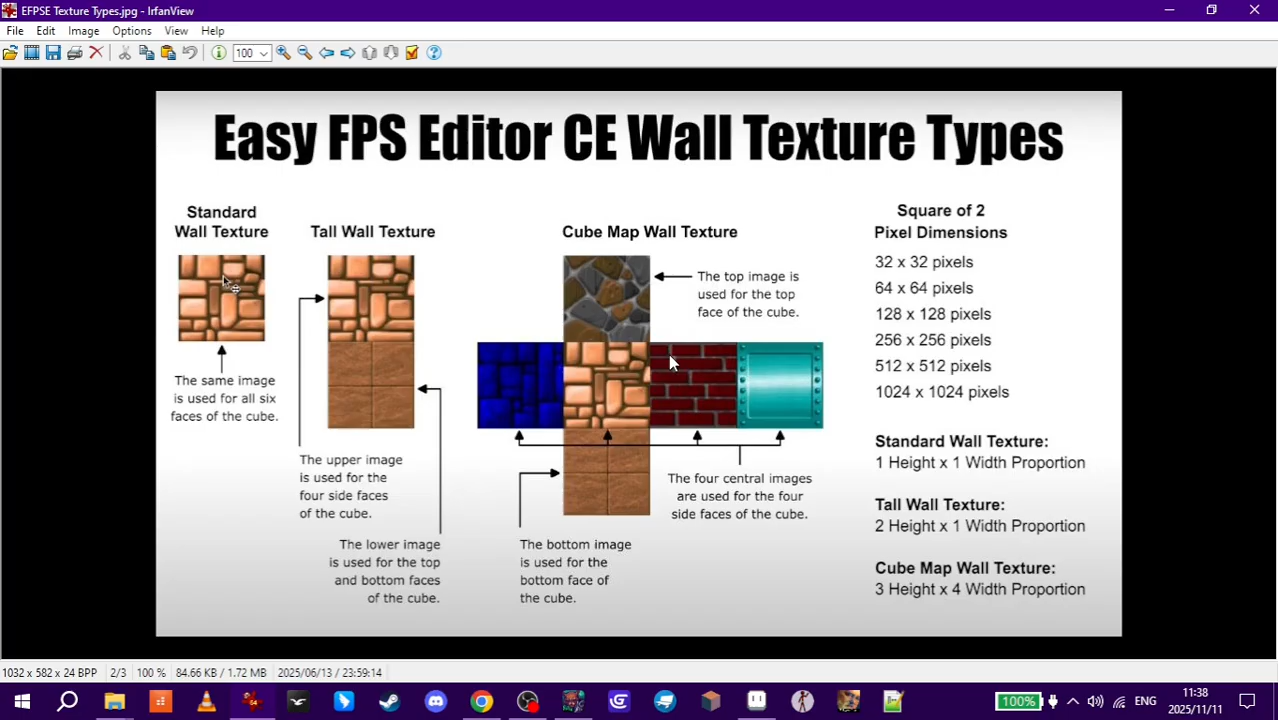 EFPSE Texture Types.jpg - IrfanView
File Edit Image Options View Help
100
Easy FPS Editor CE Wall Texture Types
Standard
Wall Texture
The same image
is used for all six
faces of the cube.
Tall Wall Texture
The upper image
is used for the
four side faces
of the cube.
The lower image
is used for the top
and bottom faces
of the cube.
Cube Map Wall Texture
The top image is
used for the top
face of the cube.
The four central images
are used for the four
side faces of the cube.
The bottom image
is used for the
bottom face of
the cube.
Square of 2
Pixel Dimensions
32 x 32 pixels
64 x 64 pixels
128 x 128 pixels
256 x 256 pixels
512 x 512 pixels
1024 x 1024 pixels
Standard Wall Texture:
1 Height x 1 Width Proportion
Tall Wall Texture:
2 Height x 1 Width Proportion
Cube Map Wall Texture:
3 Height x 4 Width Proportion
1032 x 582 x 24 BPP 2/3 100 % 84.66 KB / 1.72 MB 2025/06/13 / 23:59:14
100% ENG 11:38
2025/11/11